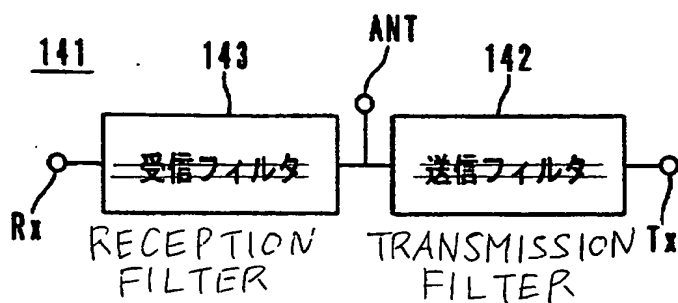 141
143
ANT
142
受信フィルタ
送信フィルタ
Rx
Tx
RECEPTION
FILTER
TRANSMISSION
FILTER